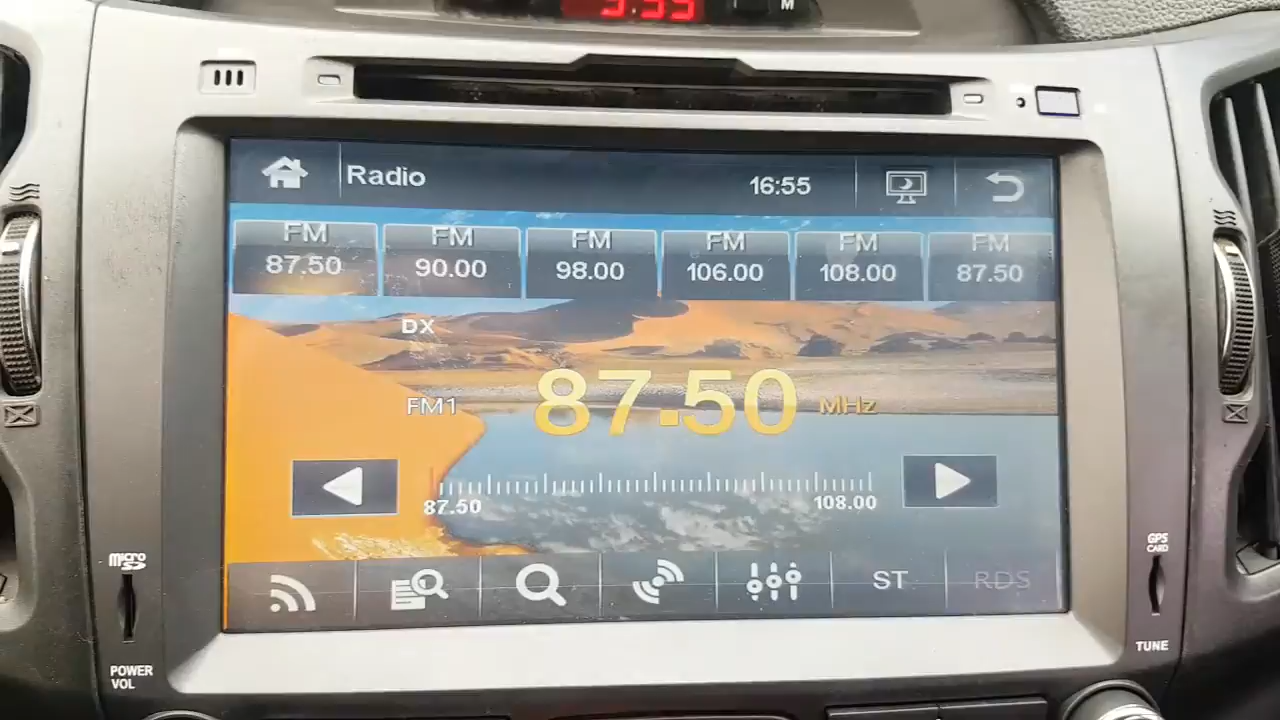 M
Radio
16:55
FM FM FM FM FM FM
87.50 90.00 98.00 106.00 108.00 87.50
DX
FM1 87.50 MHz
87.50 108.00
ST RDS
micro SD
POWER
VOL
GPS
CARD
TUNE